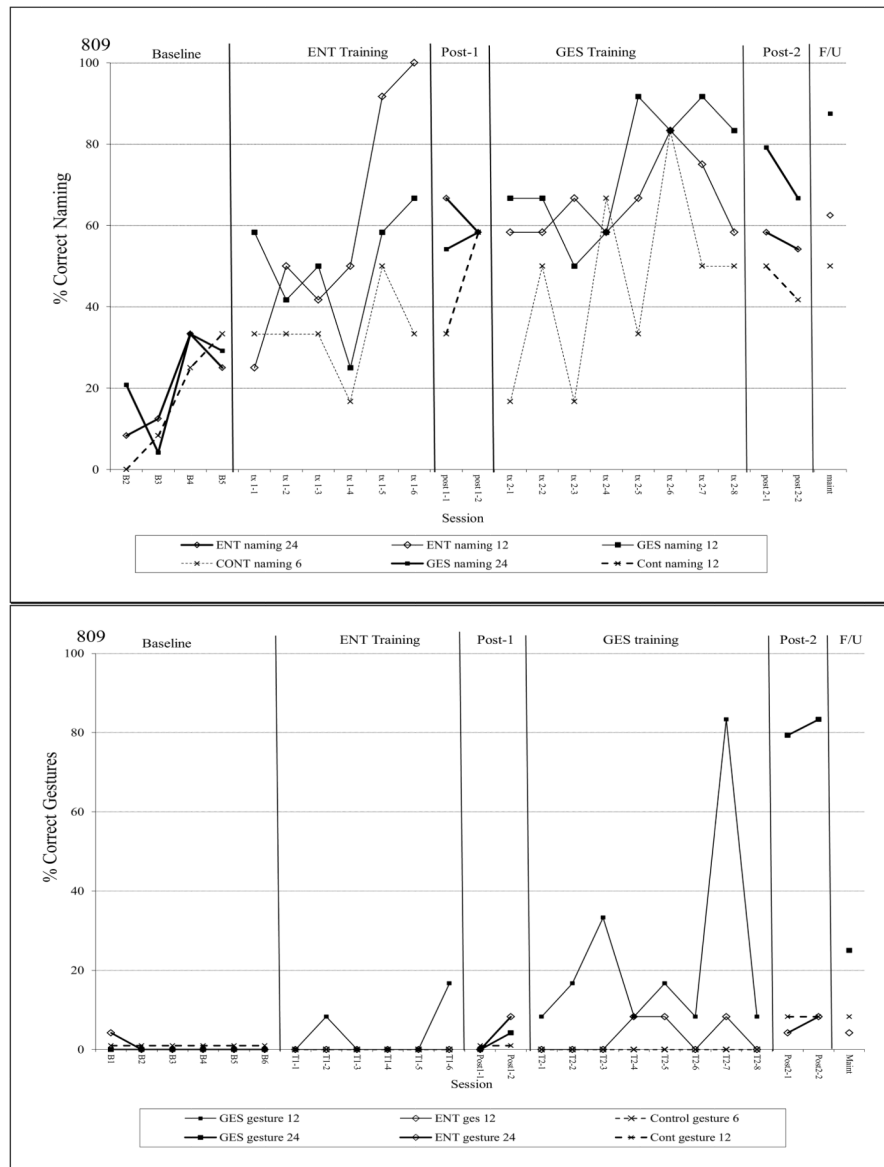 809
Baseline ENT Training Post-1 GES Training Post-2 F/U
100
80
60
40
20
0
% Correct Naming
B2 B3 B4 B5 tx 1-1 tx 1-2 tx 1-3 tx 1-4 tx 1-5 tx 1-6 post 1-1 post 1-2 tx 2-1 tx 2-2 tx 2-3 tx 2-4 tx 2-5 tx 2-6 tx 2-7 tx 2-8 post 2-1 post 2-2 maint
Session
ENT naming 24 ENT naming 12 GES naming 12
CONT naming 6 GES naming 24 Cont naming 12
809
Baseline ENT Training Post-1 GES training Post-2 F/U
100
80
60
40
20
0
% Correct Gestures
B1 B2 B3 B4 B5 B6 T1-1 T1-2 T1-3 T1-4 T1-5 T1-6 Post1-1, Post1-2 T2-1 T2-2 T2-3 T2-4 T2-5 T2-6 T2-7 T2-8 Post2-1 Post2-2 Maint
Session
GES gesture 12 ENT ges 12 Control gesture 6
GES gesture 24 ENT gesture 24 Cont gesture 12